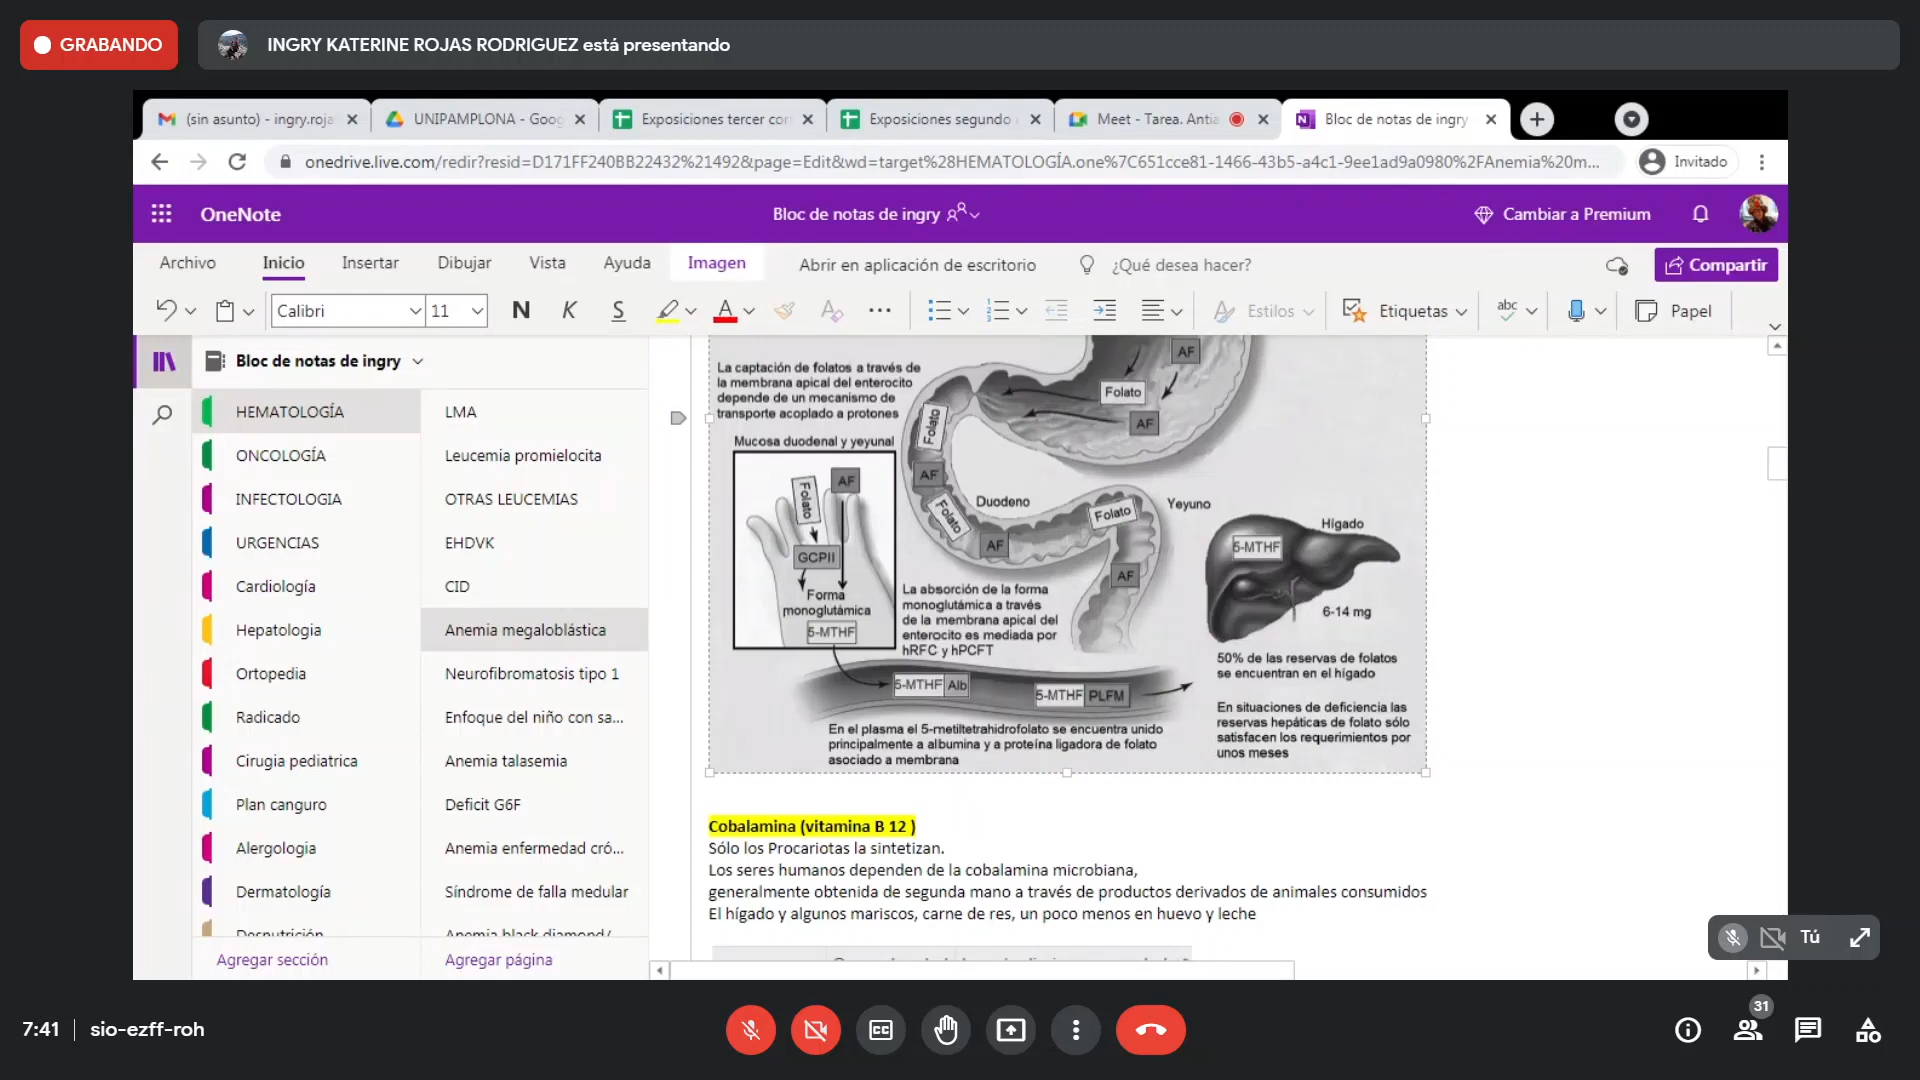 GRABANDO
INGRY KATERINE ROJAS RODRIGUEZ está presentando
(sin asunto) - ingry.roja
UNIPAMPLONA - Goog
Exposiciones tercer cor
Exposiciones segundo
Meet - Tarea. Antia
Bloc de notas de ingry
onedrive.live.com/redir?resid=D171FF240BB22432%21492&page=Edit&wd=target%28HEMATOLOGÍA.one%7C651cce81-1466-43b5-a4c1-9ee1ad9a0980%2FAnemia%20m...
Invitado
OneNote
Bloc de notas de ingry
Cambiar a Premium
Archivo
Inicio
Insertar
Dibujar
Vista
Ayuda
Imagen
Abrir en aplicación de escritorio
¿Qué desea hacer?
Compartir
Calibri
11
N
K
S
A
Estilos
Etiquetas
abc
Papel
Bloc de notas de ingry
HEMATOLOGÍA
ONCOLOGÍA
INFECTOLOGIA
URGENCIAS
Cardiología
Hepatologia
Ortopedia
Radicado
Cirugia pediatrica
Plan canguro
Alergologia
Dermatología
Desnutrición
Agregar sección
LMA
Leucemia promielocita
OTRAS LEUCEMIAS
EHDVK
CID
Anemia megaloblástica
Neurofibromatosis tipo 1
Enfoque del niño con sa...
Anemia talasemia
Deficit G6F
Anemia enfermedad cró...
Síndrome de falla medular
Anemia black diamond/
Agregar página
La captación de folatos a través de
la membrana apical del enterocito
depende de un mecanismo de
transporte acoplado a protones
Mucosa duodenal y yeyunal
Folato
AF
GCPII
Forma
monoglutámica
5-MTHF
AF
Folato
AF
Folato
AF
Folato
Duodeno
AF
Folato
Yeyuno
AF
La absorción de la forma
monoglutámica a través
de la membrana apical del
enterocito es mediada por
hRFC y hPCFT
Hígado
5-MTHF
6-14 mg
50% de las reservas de folatos
se encuentran en el hígado
En situaciones de deficiencia las
reservas hepáticas de folato sólo
satisfacen los requerimientos por
unos meses
5-MTHF Alb
5-MTHF PLFM
En el plasma el 5-metiltetrahidrofolato se encuentra unido
principalmente a albumina y a proteína ligadora de folato
asociado a membrana
Cobalamina (vitamina B 12 )
Sólo los Procariotas la sintetizan.
Los seres humanos dependen de la cobalamina microbiana,
generalmente obtenida de segunda mano a través de productos derivados de animales consumidos
El hígado y algunos mariscos, carne de res, un poco menos en huevo y leche
Tú
7:41
sio-ezff-roh
31